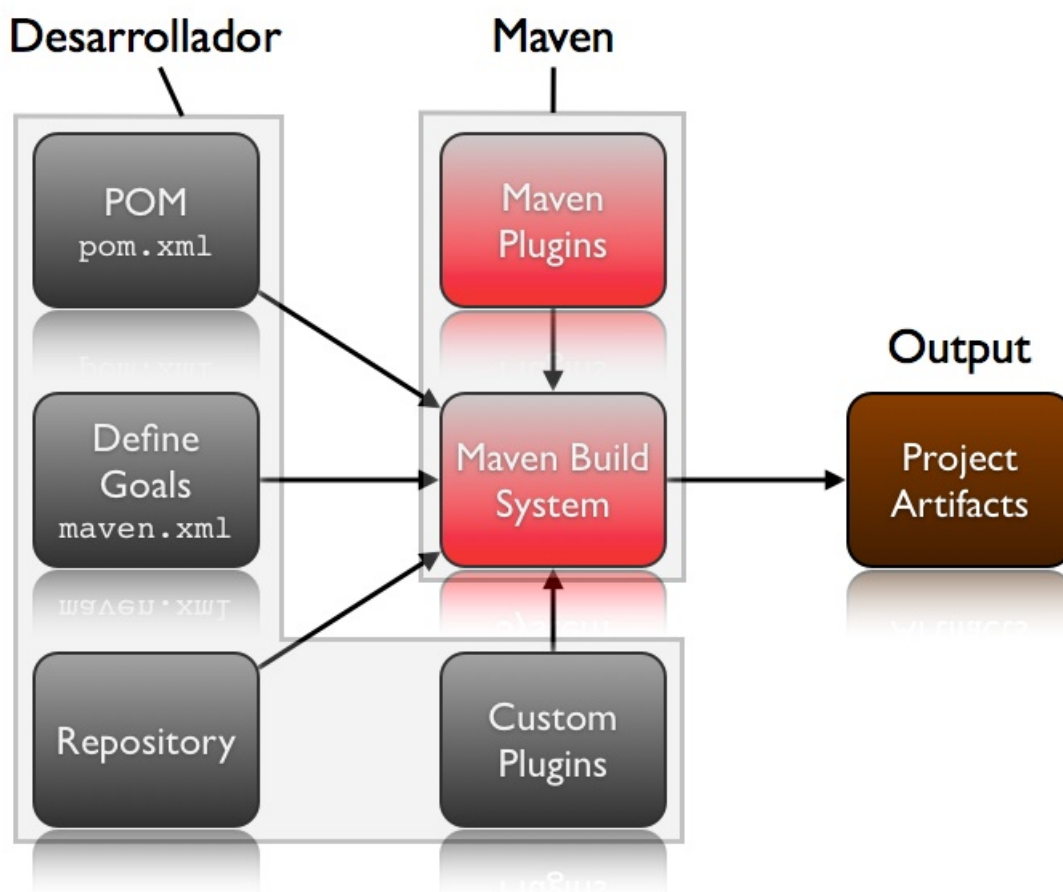 Desarrollador
Maven
POM
pom.xml
Maven
Plugins
Output
Define
Goals
maven.xml
Maven Build
System
Project
Artifacts
Repository
Custom
Plugins